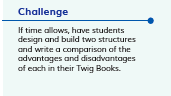 Challenge
If time allows, have students
design and build two structures
and write a comparison of the
advantages and disadvantages
of each in their Twig Books.